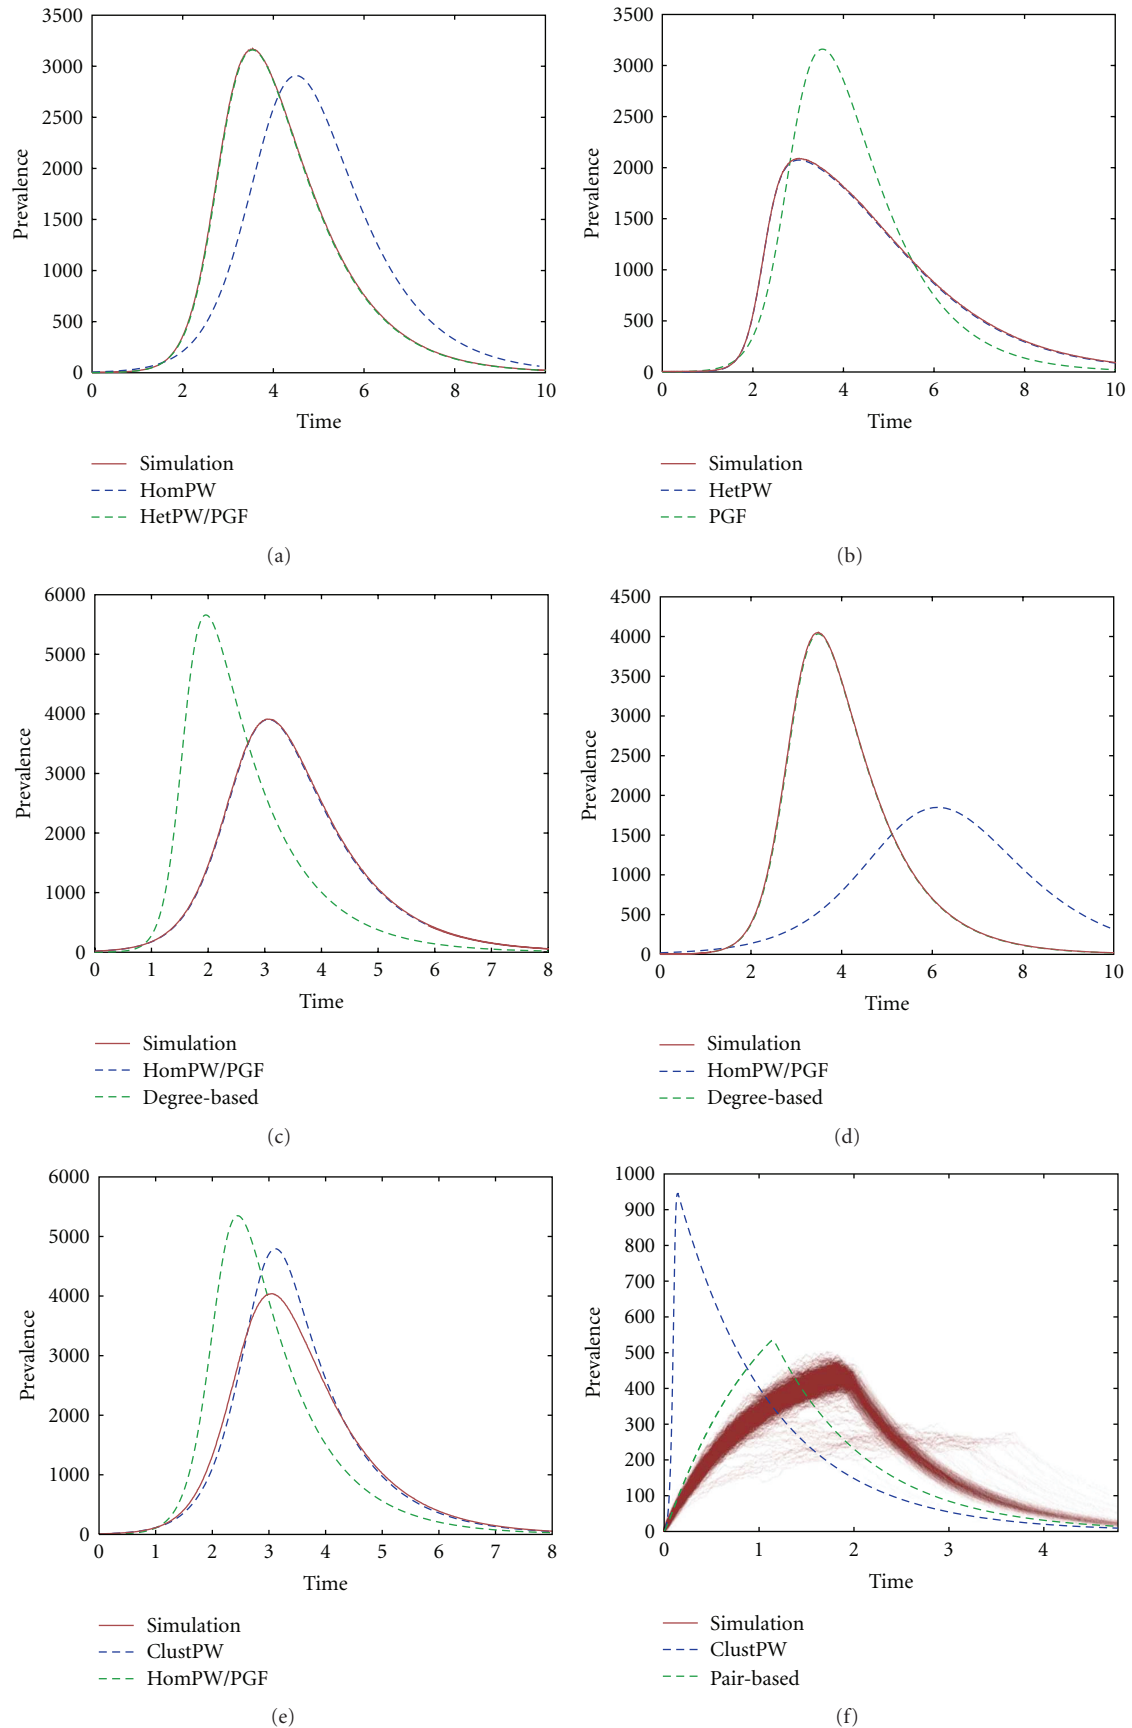 3500
3000
2500
2000
1500
1000
500
0
Prevalence
0 2 4 6 8 10
Time
Simulation
HomPW
HetPW/PGF
(a)
3500
3000
2500
2000
1500
1000
500
0
Prevalence
0 2 4 6 8 10
Time
Simulation
HetPW
PGF
(b)
6000
5000
4000
3000
2000
1000
0
Prevalence
0 1 2 3 4 5 6 7 8
Time
Simulation
HomPW/PGF
Degree-based
(c)
4500
4000
3500
3000
2500
2000
1500
1000
500
0
Prevalence
0 2 4 6 8 10
Time
Simulation
HomPW/PGF
Degree-based
(d)
6000
5000
4000
3000
2000
1000
0
Prevalence
0 1 2 3 4 5 6 7 8
Time
Simulation
ClustPW
HomPW/PGF
(e)
1000
900
800
700
600
500
400
300
200
100
0
Prevalence
0 1 2 3 4
Time
Simulation
ClustPW
Pair-based
(f)